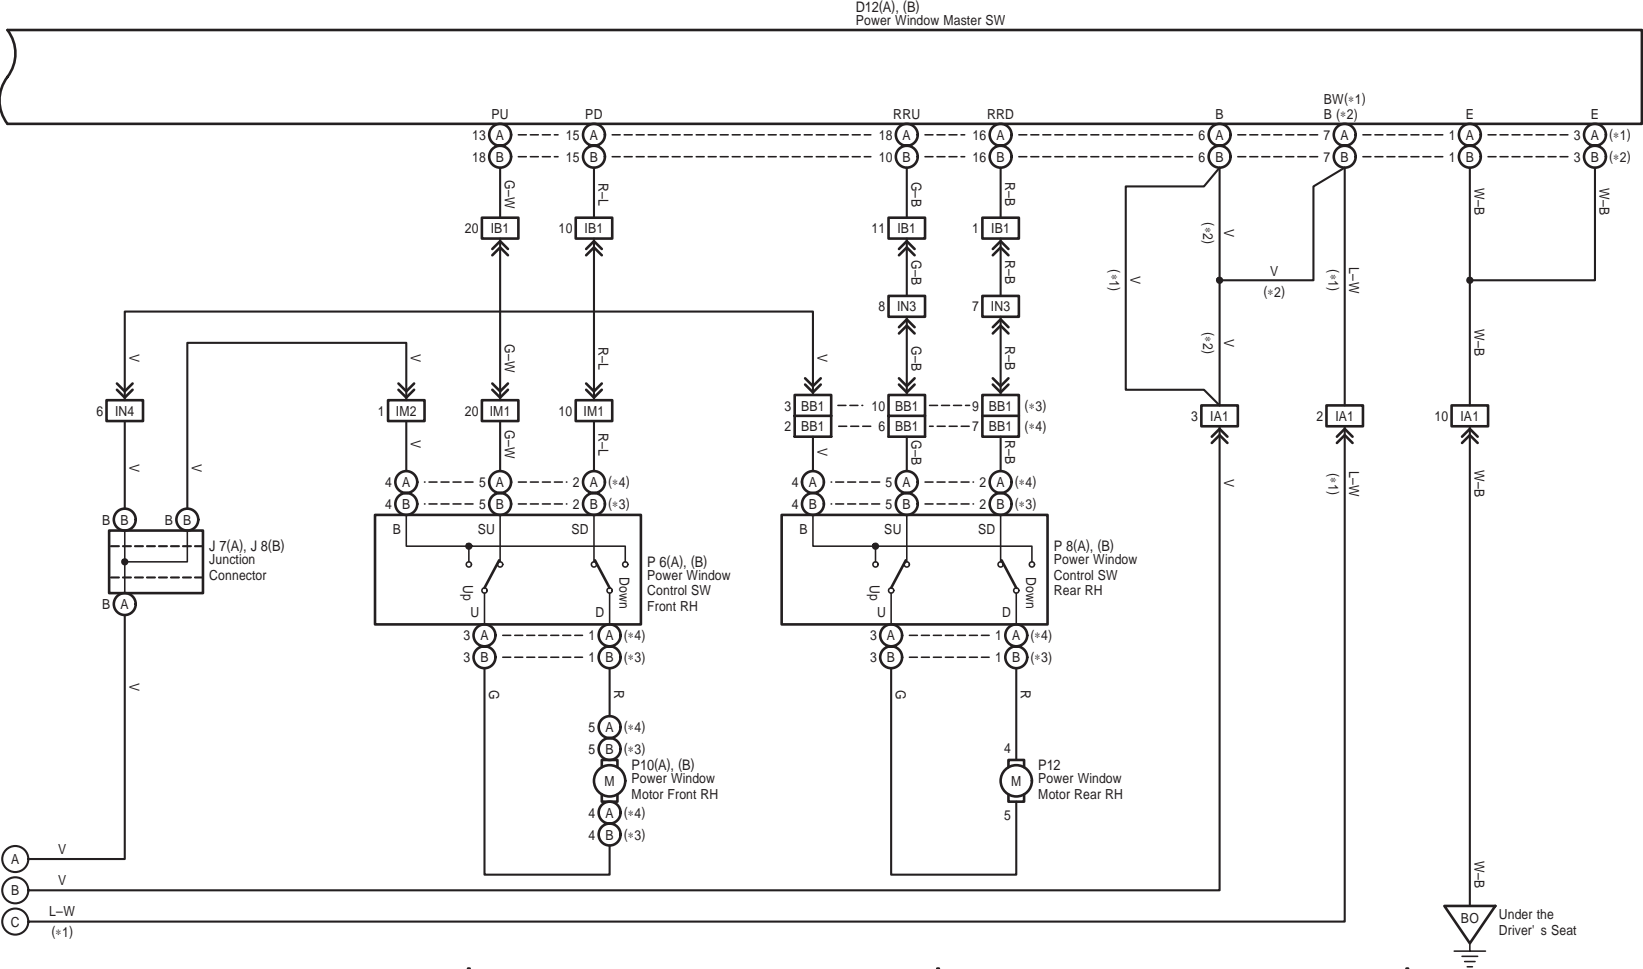 D12(A), (B)
Power Window Master SW
BW(∗1)
PU PD RRU RRD B B (∗2) E E
13 A 15 A 18 A 16 A 6 A 7 A 1 A 3 A (∗1)
18 B 15 B 10 B 16 B 6 B 7 B 1 B 3 B (∗2)
G–W R–L G–B R–B W–B W–B
20 IB1 10 IB1 11 IB1 1 IB1 (∗2) V
G–B R–B (∗1) V V (∗2) (∗1) L–W
8 IN3 7 IN3
V V G–W R–L V G–B R–B (∗2) V W–B
3 BB1 10 BB1 9 BB1 (∗3)
6 IN4 1 IM2 20 IM1 10 IM1 3 IA1 2 IA1 10 IA1
2 BB1 6 BB1 7 BB1 (∗4)
V V V G–W R–L V G–B R–B
4 A 5 A 2 A (∗4) 4 A 5 A 2 A (∗4) V (∗1) L–W W–B
4 B 5 B 2 B (∗3) 4 B 5 B 2 B (∗3)
B B B B
B SU SD B SU SD
J 7(A), J 8(B)
Junction
Connector
P 6(A), (B)
Power Window
Control SW
Front RH
P 8(A), (B)
Power Window
Control SW
Rear RH
Up Down Up Down
B A
U D U D
3 A 1 A (∗4) 3 A 1 A (∗4)
3 B 1 B (∗3) 3 B 1 B (∗3)
V G R G R
5 A (∗4)
5 B (∗3) 4
M
P10(A), (B)
Power Window
Motor Front RH
M
P12
Power Window
Motor Rear RH
4 A (∗4) 5
4 B (∗3)
A V
B V W–B
C L–W
(∗1)
BO
Under the
Driver' s Seat